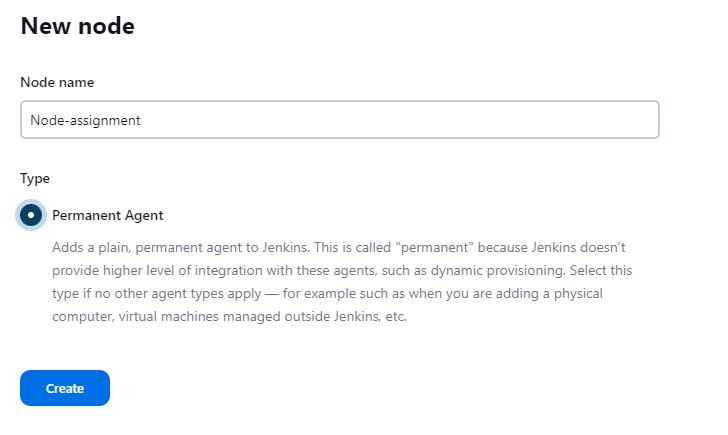 New node
Node name
Node-assignment
Type
Permanent Agent
Adds a plain, permanent agent to Jenkins. This is called "permanent" because Jenkins doesn't
provide higher level of integration with these agents, such as dynamic provisioning. Select this
type if no other agent types apply — for example such as when you are adding a physical
computer, virtual machines managed outside Jenkins, etc.
Create